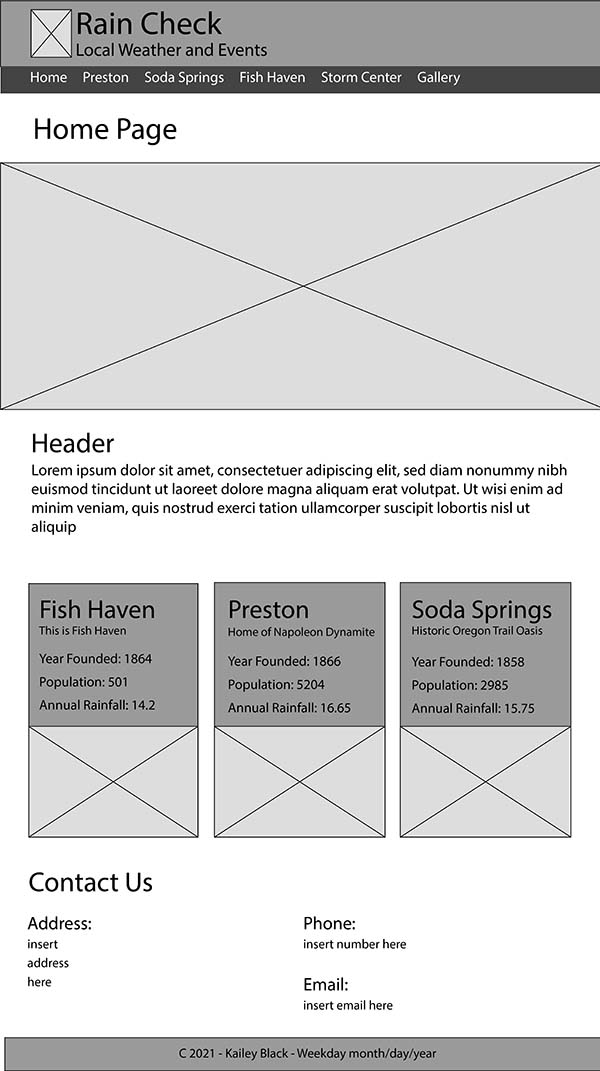 Rain Check
Local Weather and Events
Home Preston Soda Springs Fish Haven Storm Center Gallery
Home Page
Header
Lorem ipsum dolor sit amet, consectetuer adipiscing elit, sed diam nonummy nibh
euismod tincidunt ut laoreet dolore magna aliquam erat volutpat. Ut wisi enim ad
minim veniam, quis nostrud exerci tation ullamcorper suscipit lobortis nisl ut
aliquip
Fish Haven
This is Fish Haven
Year Founded: 1864
Population: 501
Annual Rainfall: 14.2
Preston
Home of Napoleon Dynamite
Year Founded: 1866
Population: 5204
Annual Rainfall: 16.65
Soda Springs
Historic Oregon Trail Oasis
Year Founded: 1858
Population: 2985
Annual Rainfall: 15.75
Contact Us
Address:
insert
address
here
Phone:
insert number here
Email:
insert email here
C 2021 - Kailey Black - Weekday month/day/year